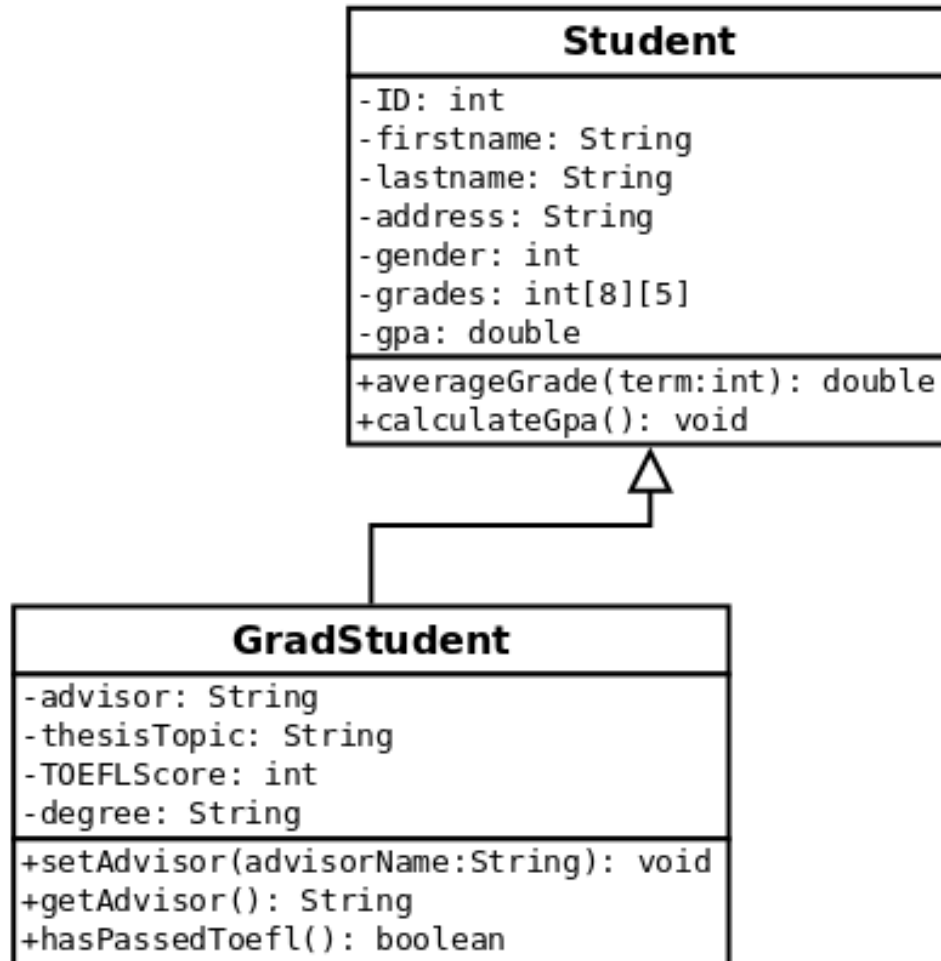 Student
-ID: int
-firstname: String
-lastname: String
-address: String
-gender: int
-grades: int[8][5]
-gpa: double
+averageGrade(term:int): double
+calculateGpa(): void
GradStudent
-advisor: String
-thesisTopic: String
-TOEFLScore: int
-degree: String
+setAdvisor(advisorName:String): void
+getAdvisor(): String
+hasPassedToefl(): boolean